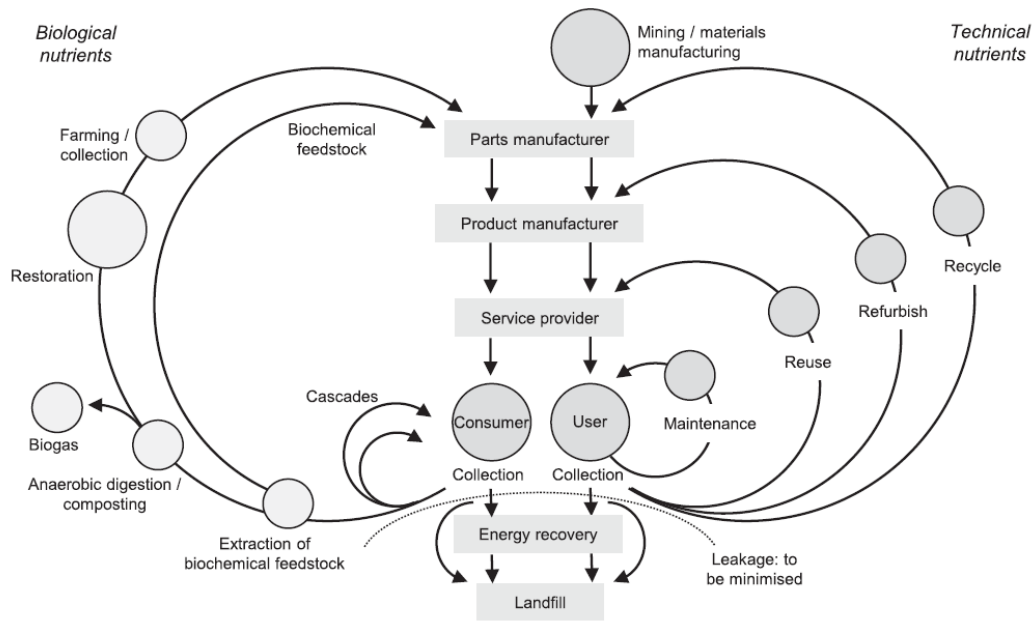 Biological
nutrients
Mining / materials
manufacturing
Technical
nutrients
Farming /
collection
Biochemical
feedstock
Parts manufacturer
Product manufacturer
Restoration
Recycle
Refurbish
Service provider
Reuse
Cascades
Consumer
User
Maintenance
Biogas
Collection
Collection
Anaerobic digestion /
composting
Extraction of
biochemical feedstock
Energy recovery
Leakage: to
be minimised
Landfill